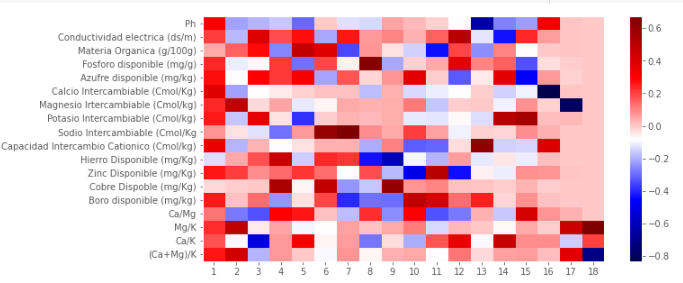 Ph
Conductividad electrica (ds/m)
Materia Organica (g/100g)
Fosforo disponible (mg/g)
Azufre disponible (mg/kg)
Calcio Intercambiable (Cmol/Kg)
Magnesio Irtercambiable (Cmol/kg)
Potasio Intercambiable (Cmol/kg)
Sodio Intercambiable (Cmol/Kg
Capacidad Intercambio Cationico (Cmol/kg)
Hierro Disponible (mg/Kg)
Zinc Disponible (mg/Kg)
Cobre Dispoble (mg/Kg)
Boro disponible (mg/Kg)
Ca/Mg
Mg/K
Ca/K
(Ca+Mg)/K
1 2 3 4 5 6 7 8 9 10 11 12 13 14 15 16 17 18
0.6
0.4
0.2
0.0
−0.2
−0.4
−0.6
−0.8